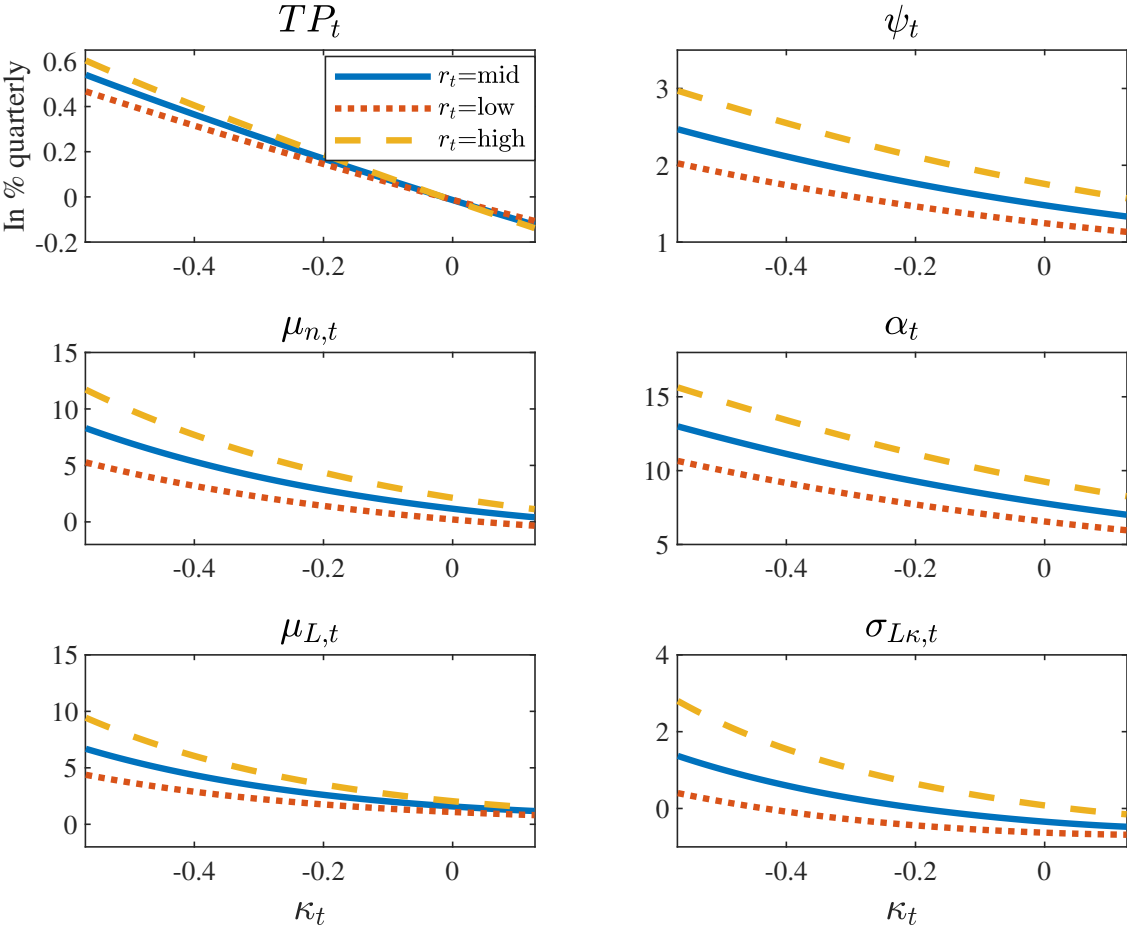 TP_t
In % quarterly
0.6
0.4
0.2
0
-0.2
-0.4 -0.2 0
r_t=mid
r_t=low
r_t=high
ψ_t
3
2
1
-0.4 -0.2 0
μ_{n,t}
15
10
5
0
-0.4 -0.2 0
α_t
15
10
5
-0.4 -0.2 0
μ_{L,t}
15
10
5
0
-0.4 -0.2 0
κ_t
σ_{Lκ,t}
4
2
0
-0.4 -0.2 0
κ_t